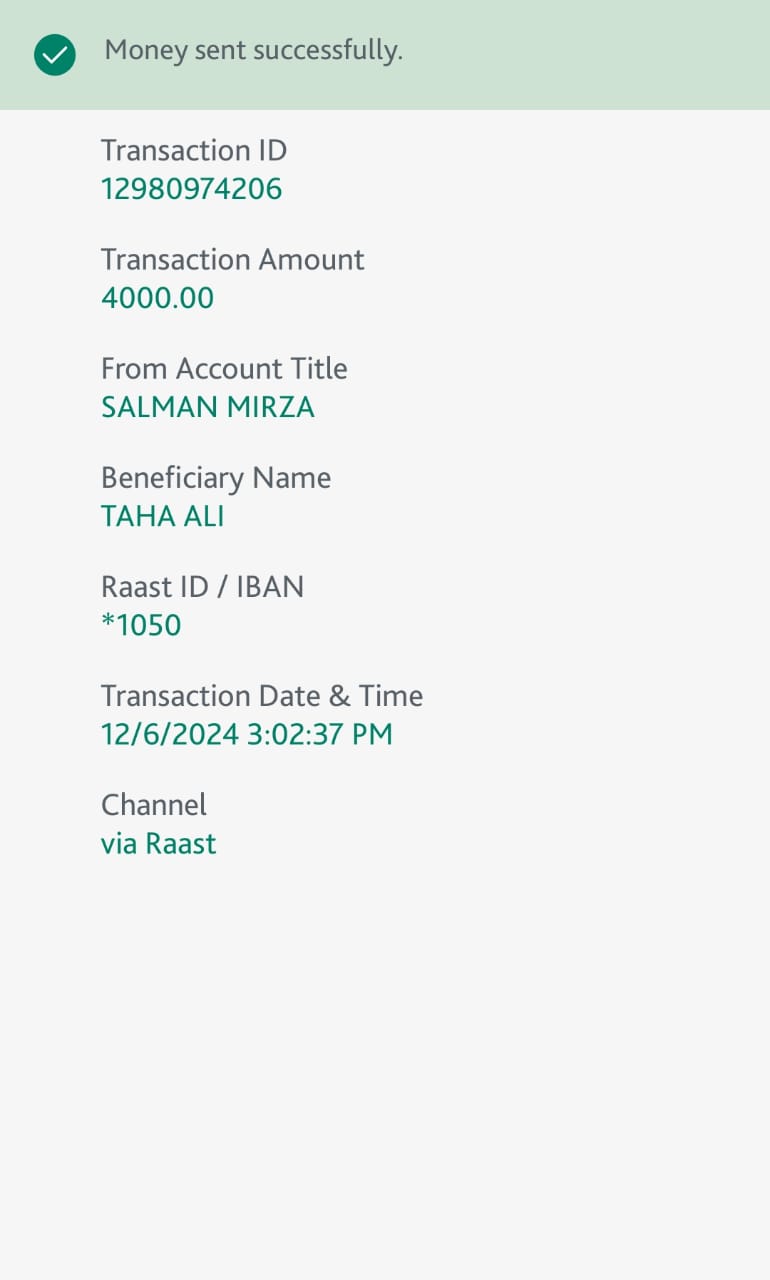 Money sent successfully.
Transaction ID
12980974206
Transaction Amount
4000.00
From Account Title
SALMAN MIRZA
Beneficiary Name
TAHA ALI
Raast ID / IBAN
*1050
Transaction Date & Time
12/6/2024 3:02:37 PM
Channel
via Raast